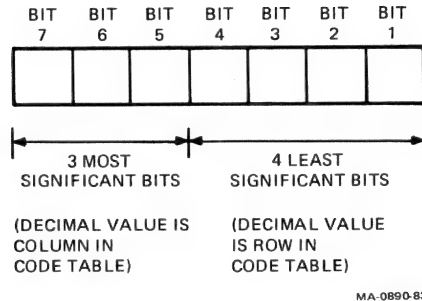 BIT BIT BIT BIT BIT BIT BIT
7 6 5 4 3 2 1
3 MOST
SIGNIFICANT BITS
4 LEAST
SIGNIFICANT BITS
(DECIMAL VALUE IS
COLUMN IN
CODE TABLE)
(DECIMAL VALUE
IS ROW IN
CODE TABLE)